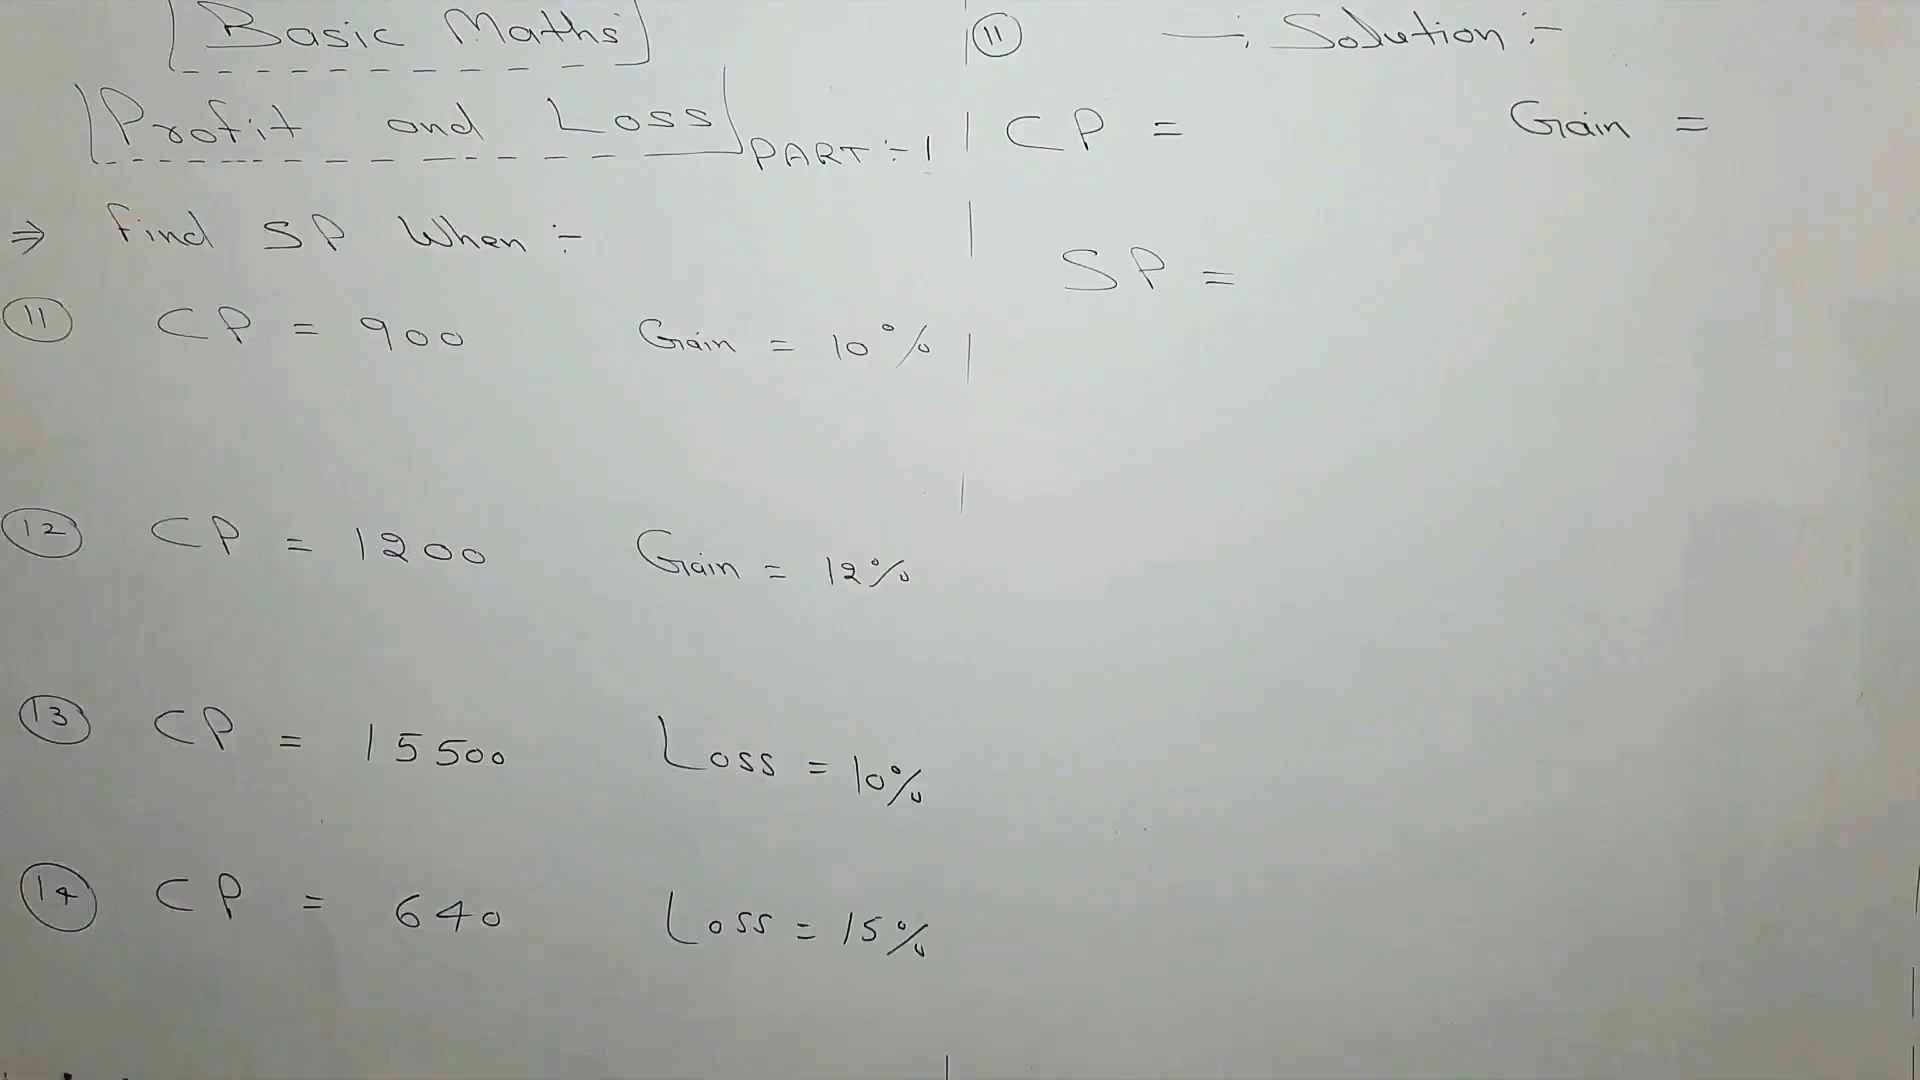 Basic Maths
Profit and Loss PART :- 1
⇒ Find SP When :-
11 CP = 900 Gain = 10%
12 CP = 1200 Gain = 12%
13 CP = 15500 Loss = 10%
14 CP = 640 Loss = 15%
11 —: Solution :-
CP = Gain =
SP =